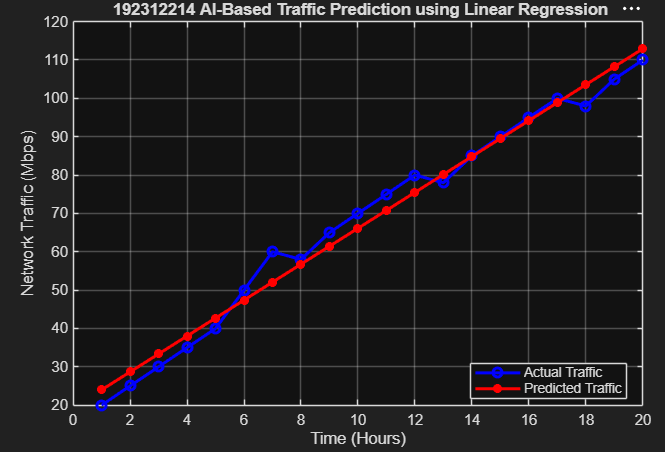 192312214 AI-Based Traffic Prediction using Linear Regression
120
110
100
90
80
70
60
50
40
30
20
Network Traffic (Mbps)
0 2 4 6 8 10 12 14 16 18 20
Time (Hours)
Actual Traffic
Predicted Traffic